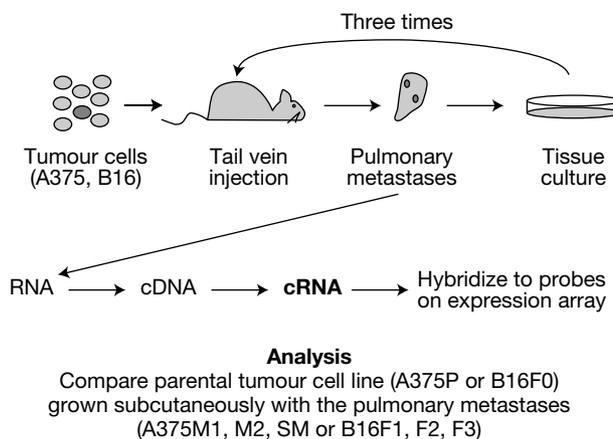 Three times
Tumour cells
(A375, B16)
Tail vein
injection
Pulmonary
metastases
Tissue
culture
RNA
cDNA
cRNA
Hybridize to probes
on expression array
Analysis
Compare parental tumour cell line (A375P or B16F0)
grown subcutaneously with the pulmonary metastases
(A375M1, M2, SM or B16F1, F2, F3)